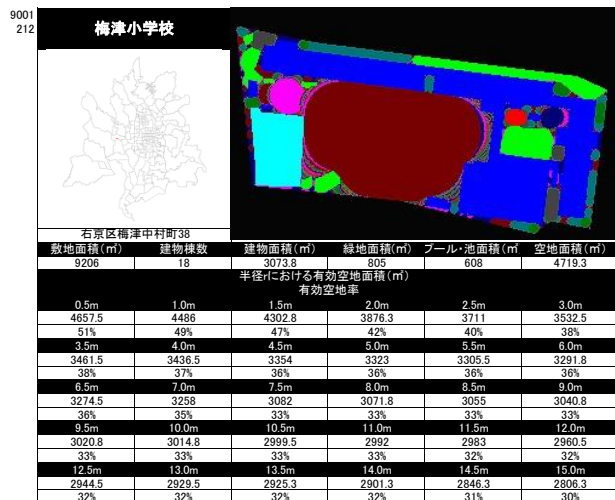 9001
212
梅津小学校
右京区梅津中村町38
敷地面積(㎡) 建物棟数 建物面積(㎡) 緑地面積(㎡) プール・池面積(㎡ 空地面積(㎡)
9206 18 3073.8 805 608 4719.3
半径rにおける有効空地面積(㎡)
有効空地率
0.5m 1.0m 1.5m 2.0m 2.5m 3.0m
4657.5 4486 4302.8 3876.3 3711 3532.5
51% 49% 47% 42% 40% 38%
3.5m 4.0m 4.5m 5.0m 5.5m 6.0m
3461.5 3436.5 3354 3323 3305.5 3291.8
38% 37% 36% 36% 36% 36%
6.5m 7.0m 7.5m 8.0m 8.5m 9.0m
3274.5 3258 3082 3071.8 3055 3040.8
36% 35% 33% 33% 33% 33%
9.5m 10.0m 10.5m 11.0m 11.5m 12.0m
3020.8 3014.8 2999.5 2992 2983 2960.5
33% 33% 33% 33% 32% 32%
12.5m 13.0m 13.5m 14.0m 14.5m 15.0m
2944.5 2929.5 2925.3 2901.3 2846.3 2806.3
32% 32% 32% 32% 31% 30%